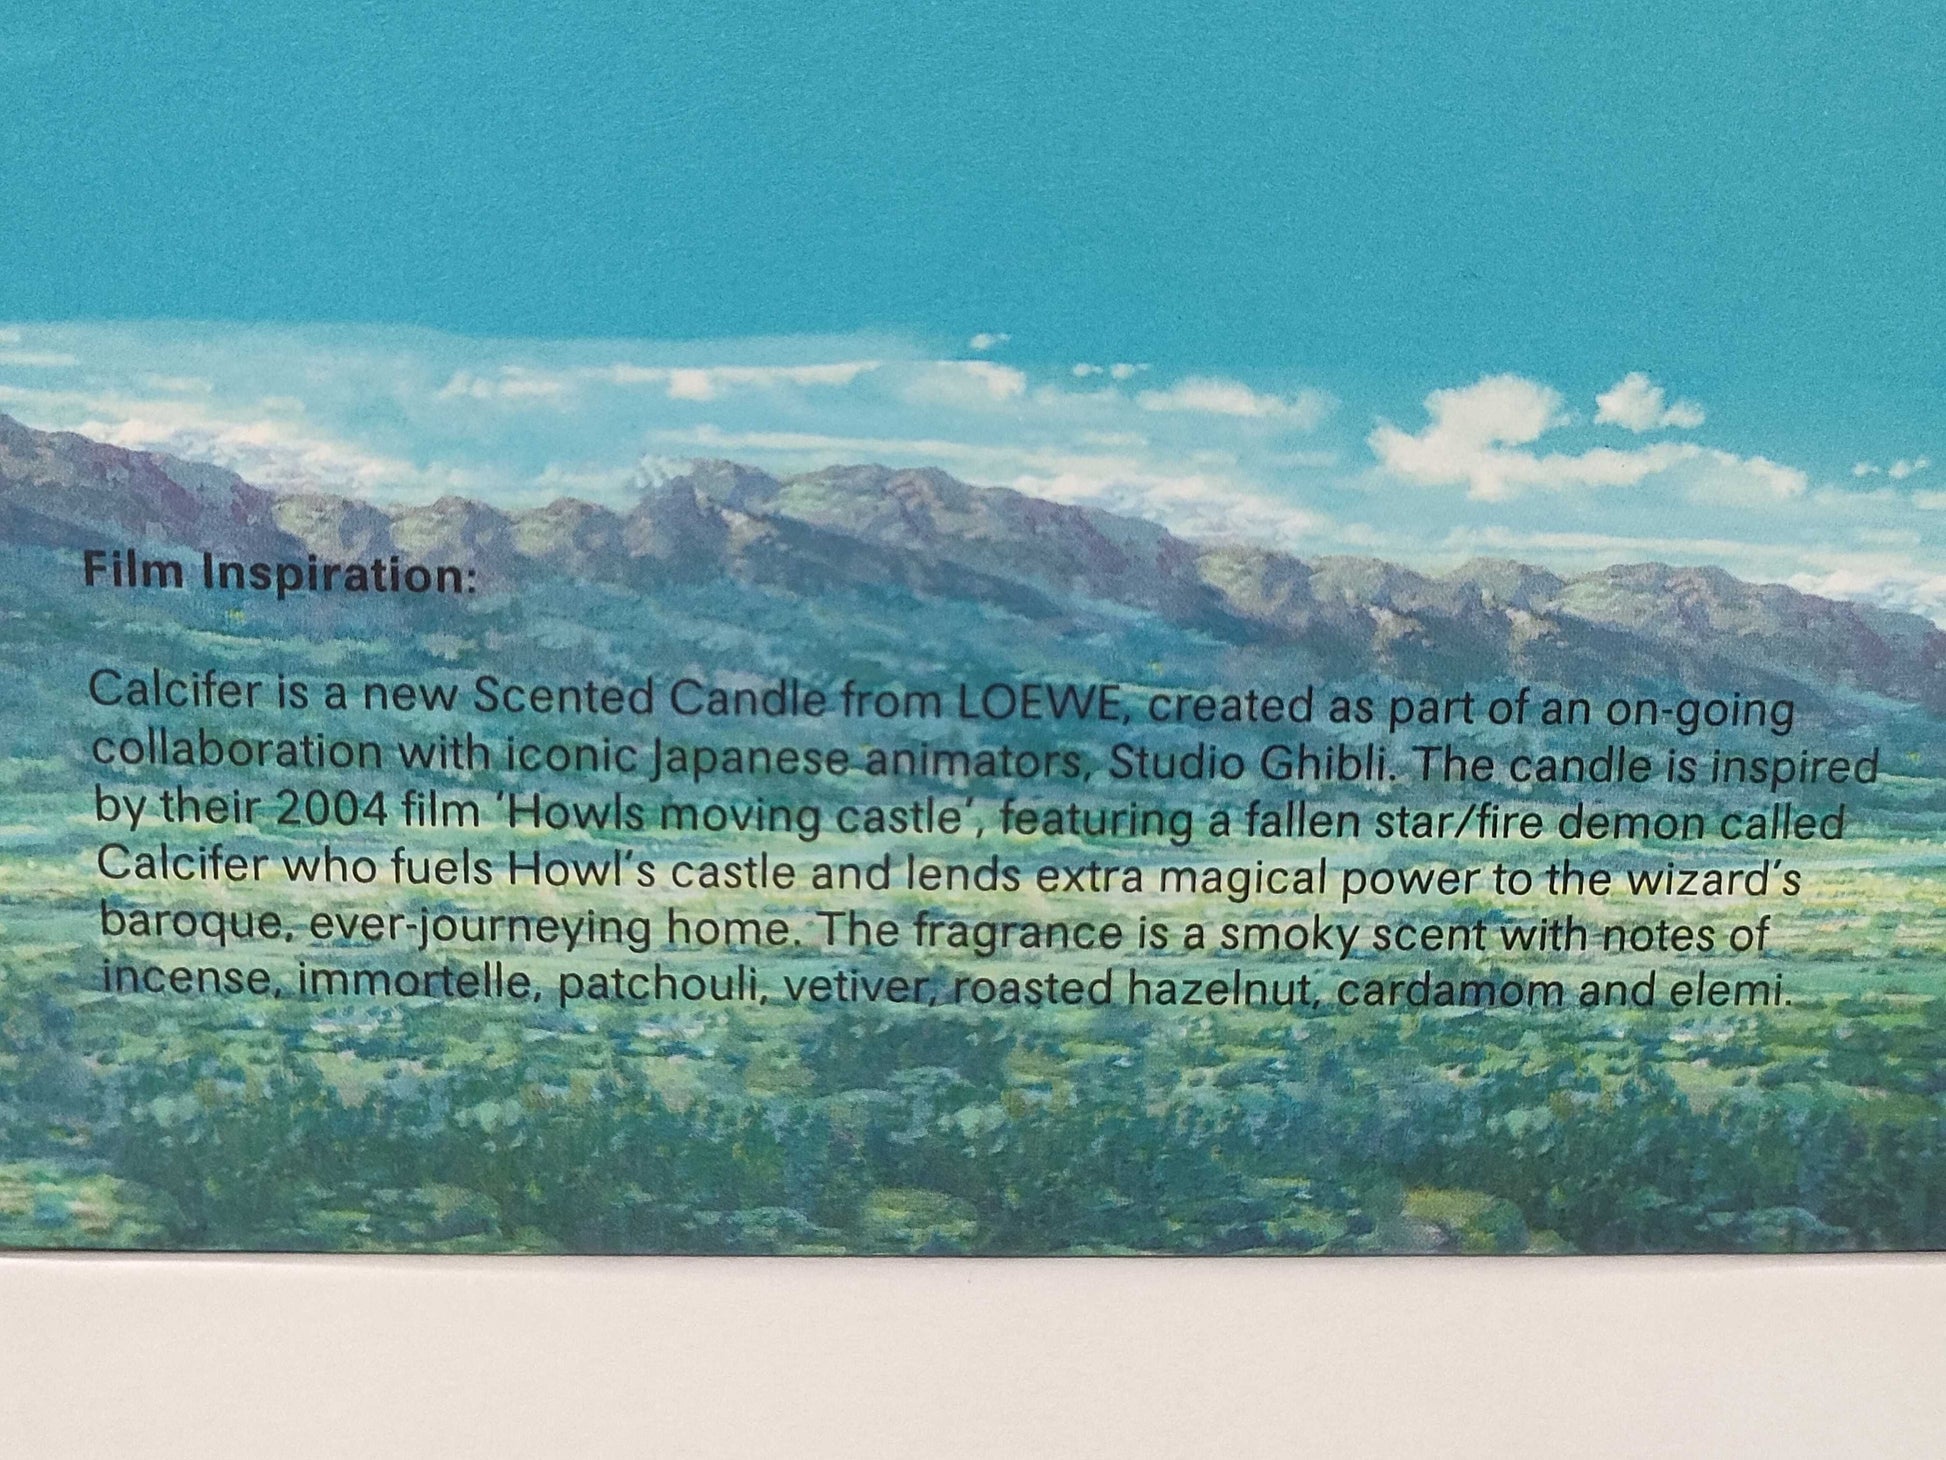 Film Inspiration:
Calcifer is a new Scented Candle from LOEWE, created as part of an on-going
collaboration with iconic Japanese animators, Studio Ghibli. The candle is inspired
by their 2004 film 'Howls moving castle', featuring a fallen star/fire demon called
Calcifer who fuels Howl's castle and lends extra magical power to the wizard's
baroque, ever-journeying home. The fragrance is a smoky scent with notes of
incense, immortelle, patchouli, vetiver, roasted hazelnut, cardamom and elemi.